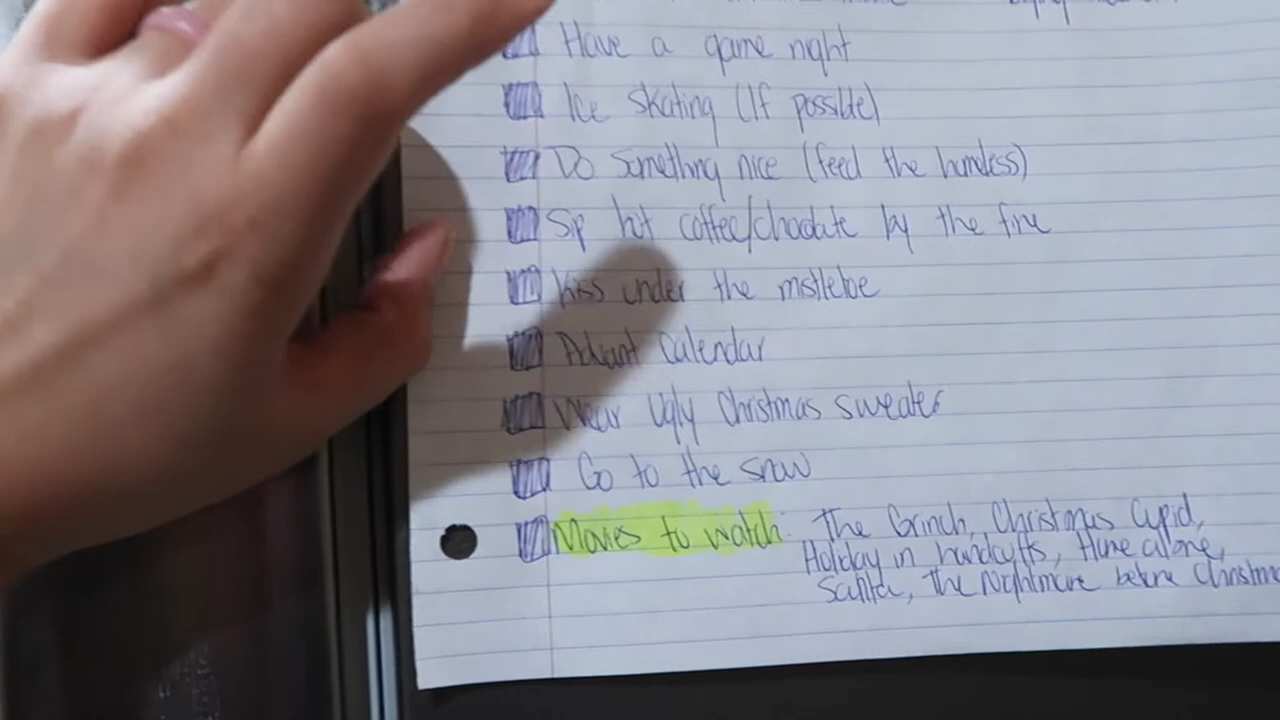 Have a game night
Ice skating (If possible)
Do something nice (feed the homeless)
Sip hot coffee/chocolate by the fire
Kiss under the mistletoe
Advant Calendar
Wear Ugly Christmas sweater
Go to the snow
Movies to watch: The Grinch, Christmas Cupid,
Holiday in handcuffs, Home alone,
Santa, The Nightmare before Christma